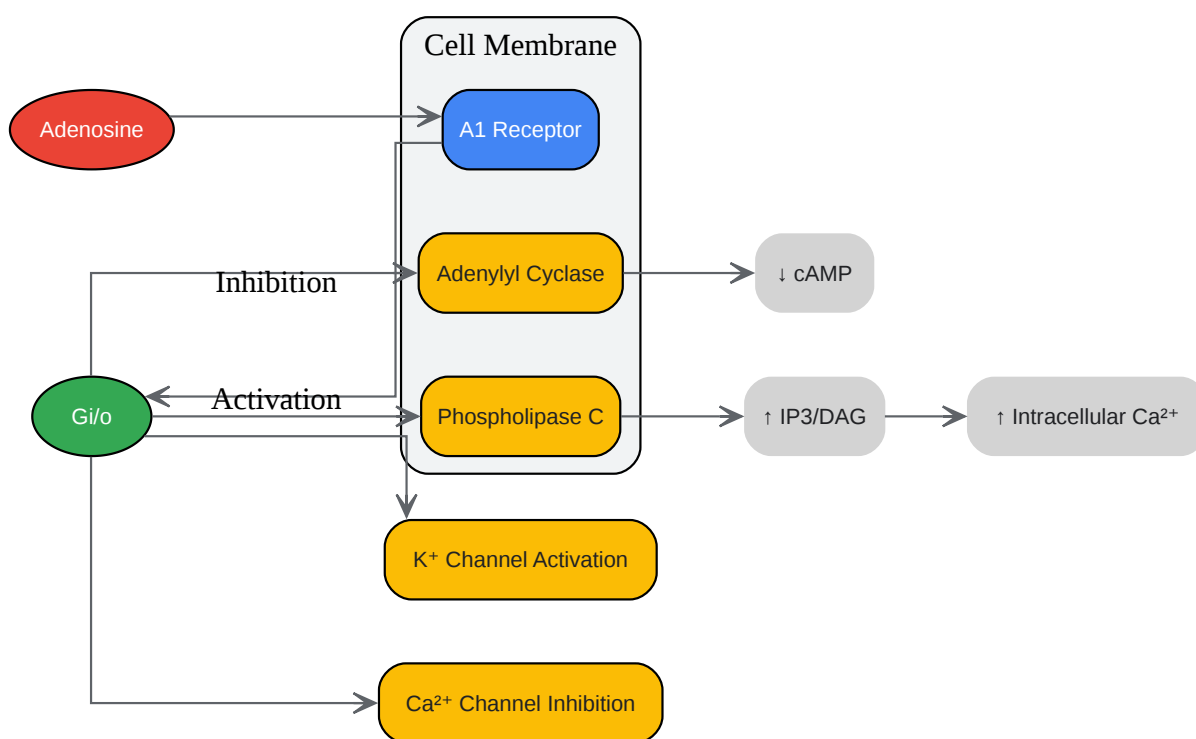 Cell Membrane
Adenosine
A1 Receptor
Inhibition
Adenylyl Cyclase
↓ cAMP
Activation
Gi/o
Phospholipase C
↑ IP3/DAG
↑ Intracellular Ca²⁺
K⁺ Channel Activation
Ca²⁺ Channel Inhibition